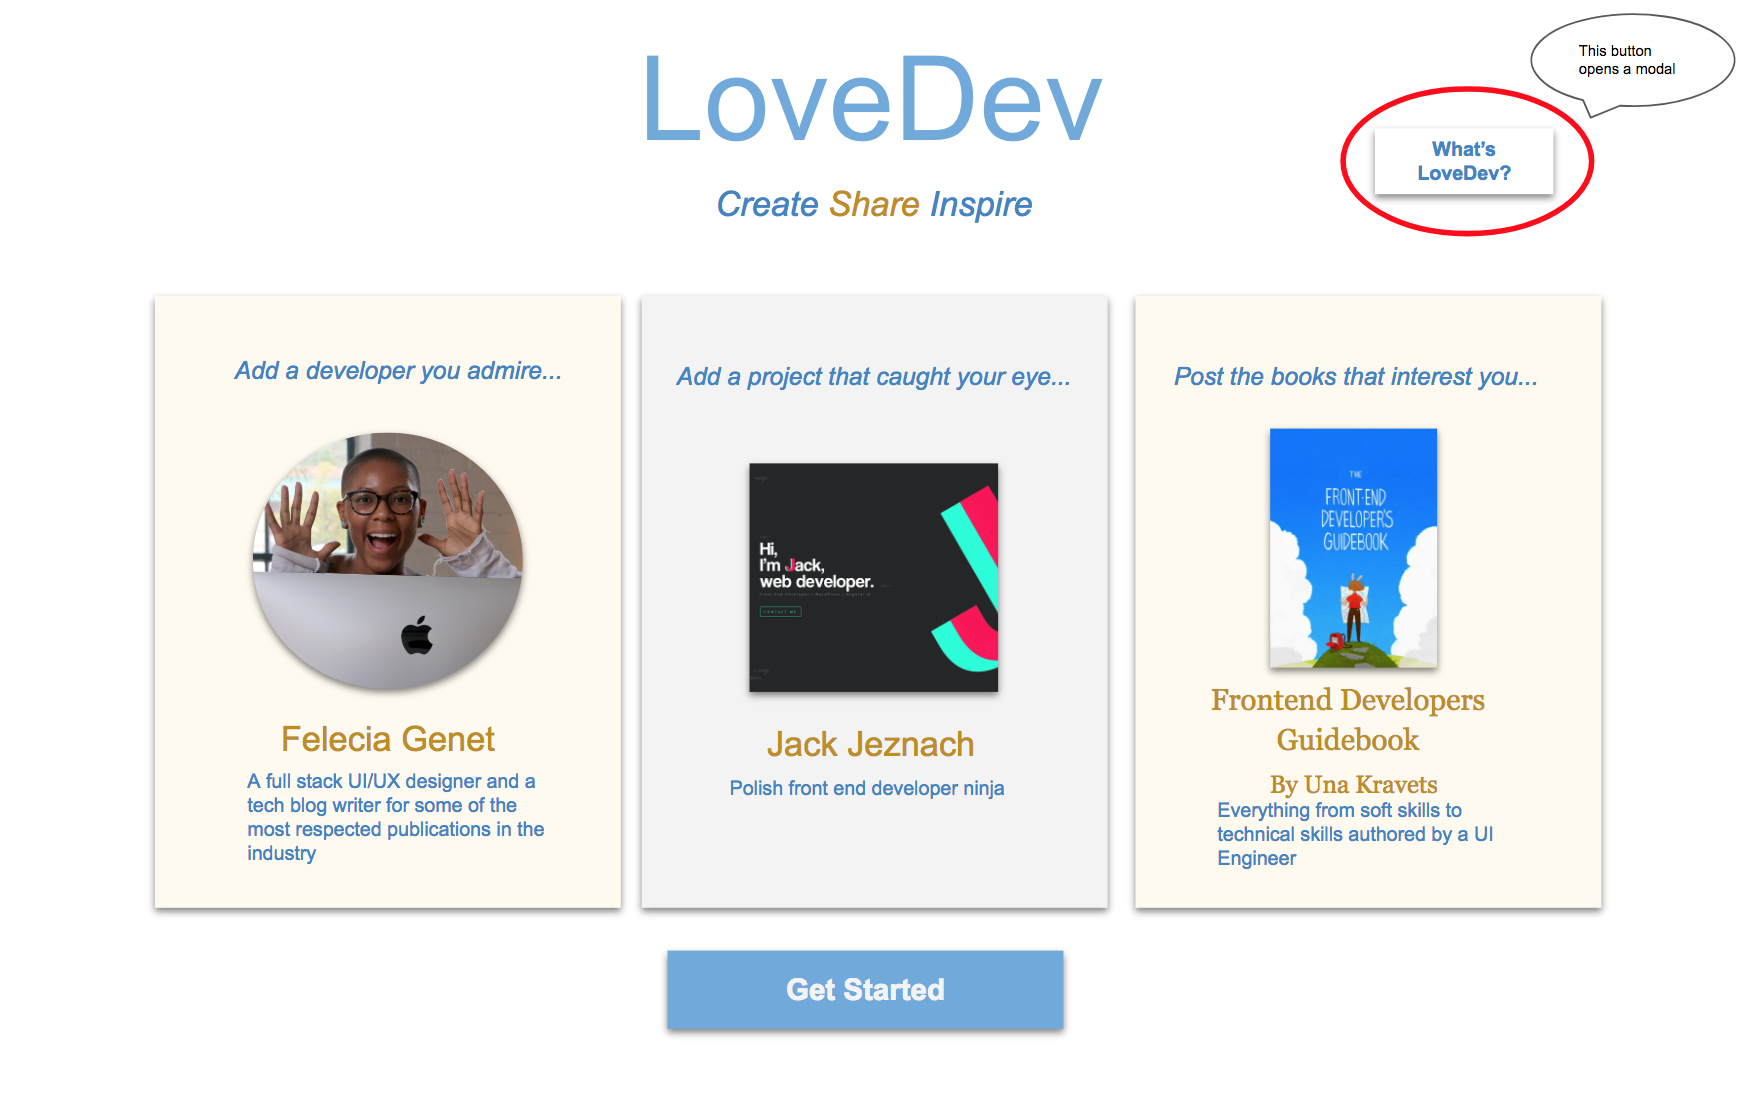 LoveDev
Create Share Inspire
This button
opens a modal
What's
LoveDev?
Add a developer you admire...
Felecia Genet
A full stack UI/UX designer and a
tech blog writer for some of the
most respected publications in the
industry
Add a project that caught your eye...
Hi,
I'm Jack,
web developer.
CONTACT ME
Jack Jeznach
Polish front end developer ninja
Post the books that interest you...
THE
FRONT-END
DEVELOPER'S
GUIDEBOOK
Frontend Developers
Guidebook
By Una Kravets
Everything from soft skills to
technical skills authored by a UI
Engineer
Get Started